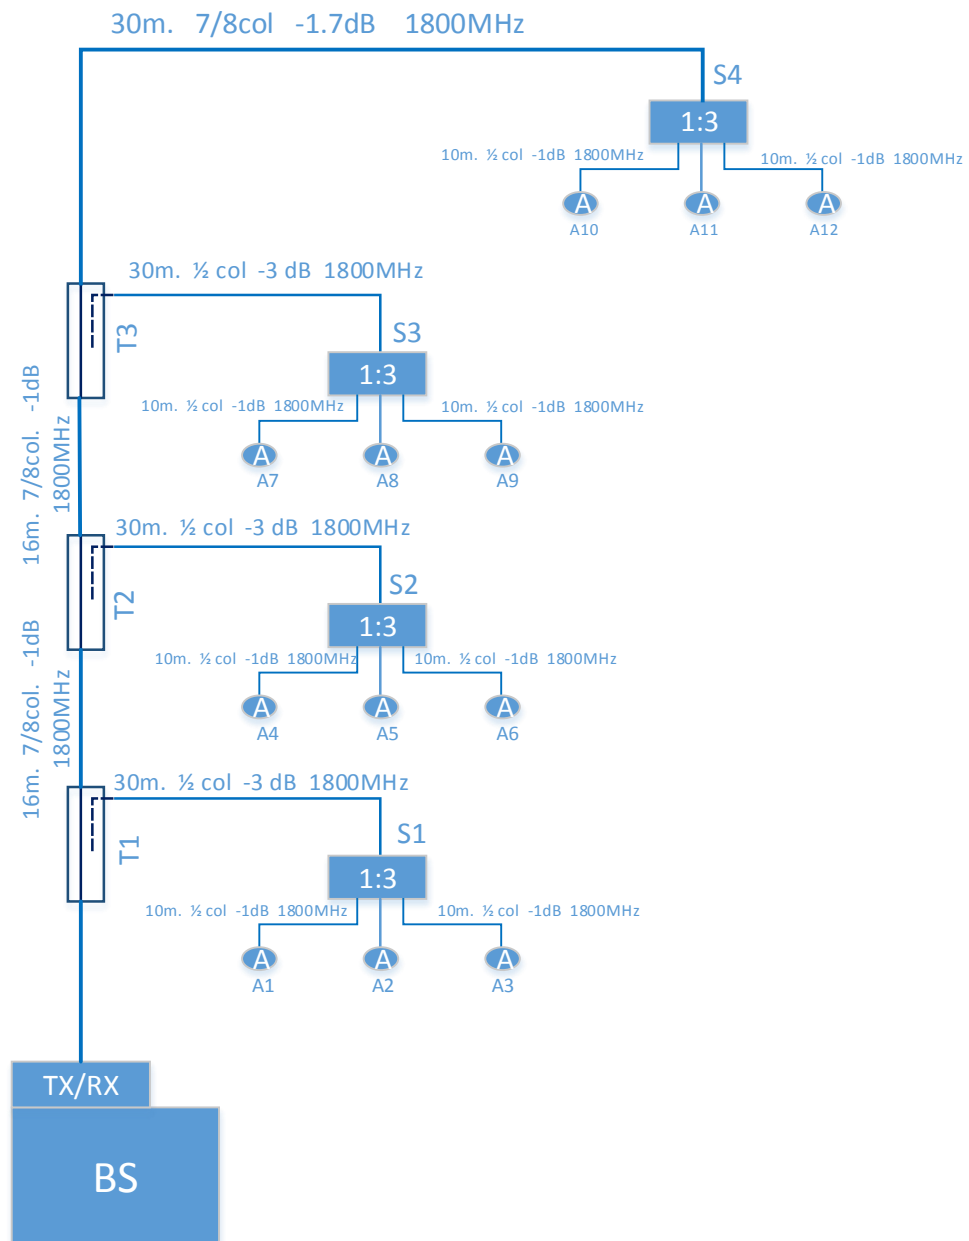 30m. 7/8col -1.7dB 1800MHz
S4
1:3
10m. ½ col -1dB 1800MHz
10m. ½ col -1dB 1800MHz
A A A
A10 A11 A12
30m. ½ col -3 dB 1800MHz
T3
S3
1:3
10m. ½ col -1dB 1800MHz
10m. ½ col -1dB 1800MHz
A A A
A7 A8 A9
16m. 7/8col. -1dB
1800MHz
30m. ½ col -3 dB 1800MHz
T2
S2
1:3
10m. ½ col -1dB 1800MHz
10m. ½ col -1dB 1800MHz
A A A
A4 A5 A6
16m. 7/8col. -1dB
1800MHz
30m. ½ col -3 dB 1800MHz
T1
S1
1:3
10m. ½ col -1dB 1800MHz
10m. ½ col -1dB 1800MHz
A A A
A1 A2 A3
TX/RX
BS